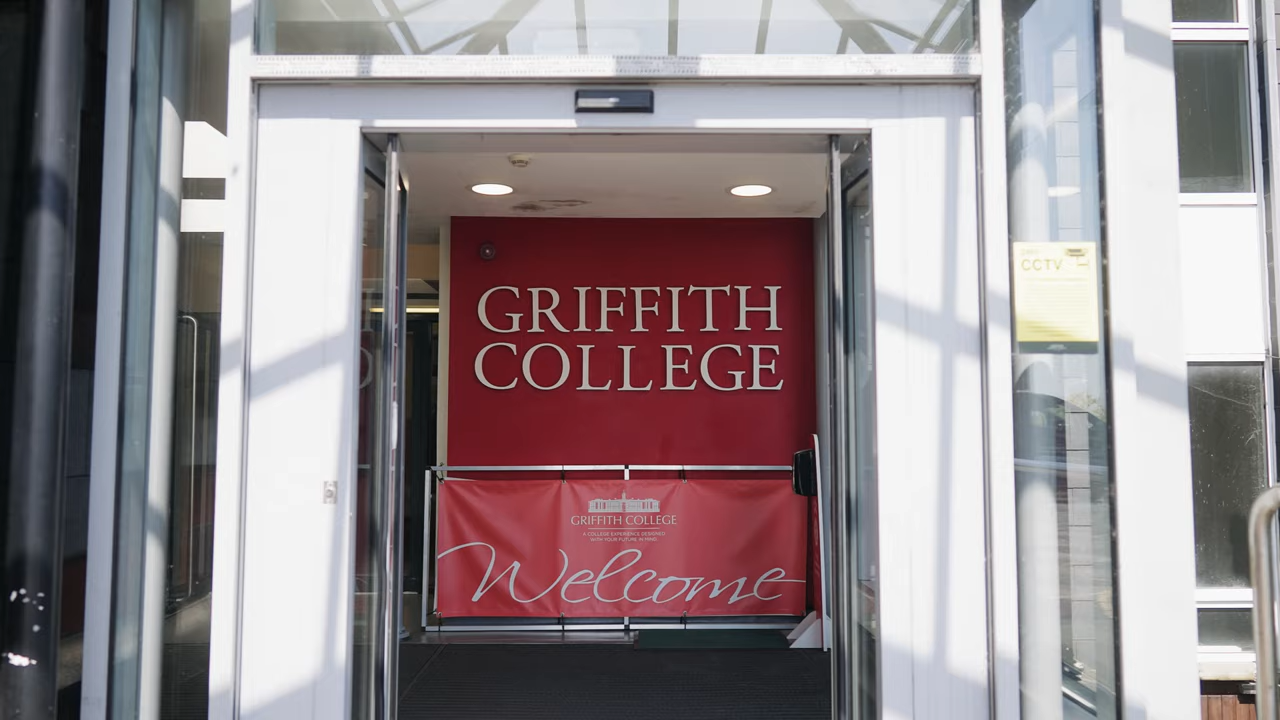 GRIFFITH
COLLEGE
CCTV
GRIFFITH COLLEGE
A COLLEGE EXPERIENCE DESIGNED
WITH YOUR FUTURE IN MIND
Welcome